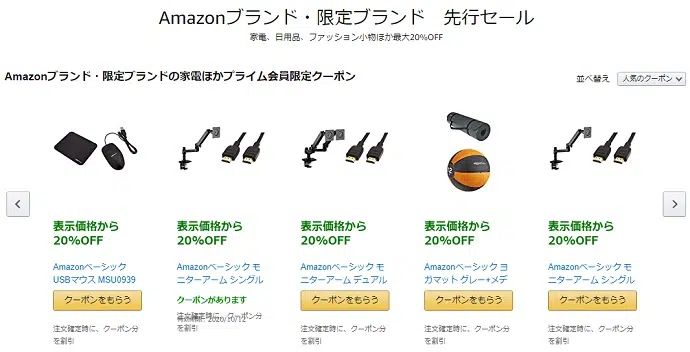 Amazonブランド・限定ブランド　先行セール
家電、日用品、ファッション小物ほか最大20%OFF
Amazonブランド・限定ブランドの家電ほかプライム会員限定クーポン
並べ替え
人気のクーポン
表示価格から
20%OFF
Amazonベーシック
USBマウス MSU0939
クーポンをもらう
注文確定時に、クーポン分
を割引
表示価格から
20%OFF
Amazonベーシック モ
ニターアーム シングル
クーポンがあります
有効期限: 2020/10/12
注文確定時に、クーポン分
を割引
表示価格から
20%OFF
Amazonベーシック モ
ニターアーム デュアル
クーポンをもらう
注文確定時に、クーポン分
を割引
表示価格から
20%OFF
Amazonベーシック ヨ
ガマット グレー+メデ
クーポンをもらう
注文確定時に、クーポン分
を割引
表示価格から
20%OFF
Amazonベーシック モ
ニターアーム シングル
クーポンをもらう
注文確定時に、クーポン分
を割引